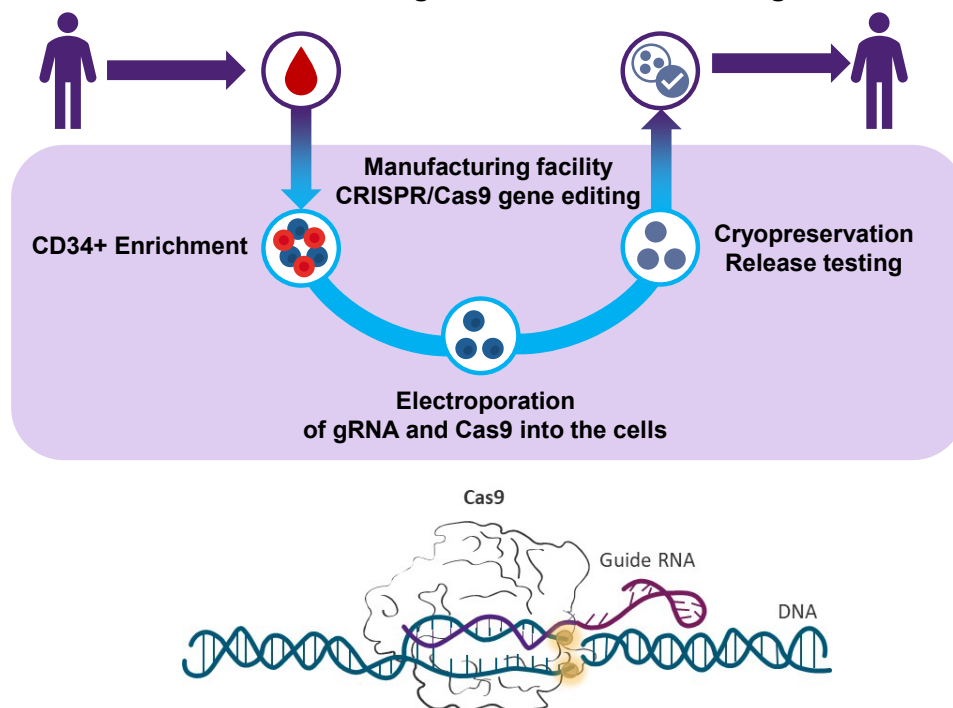 Manufacturing facility
CRISPR/Cas9 gene editing
CD34+ Enrichment
Cryopreservation
Release testing
Electroporation
of gRNA and Cas9 into the cells
Cas9
Guide RNA
DNA